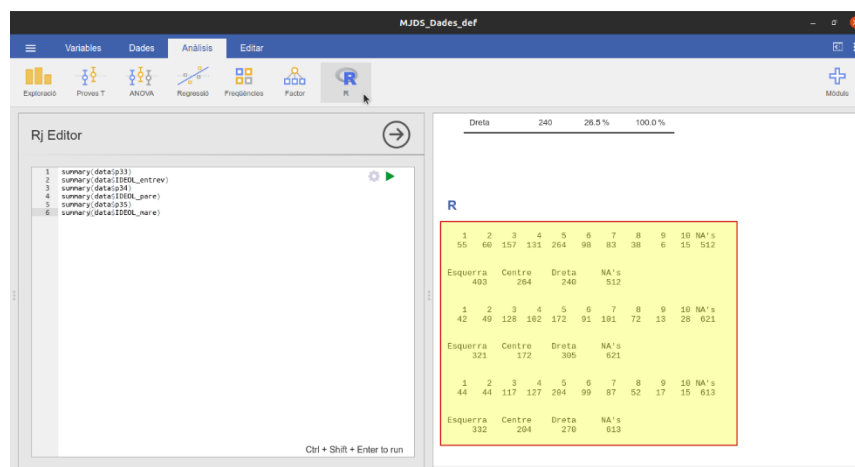 MJDS_Dades_def
Variables Dades Anàlisis Editar
Exploració Proves T ANOVA Regressió Freqüències Factor R Mòduls
Rj Editor
1 summary(data$p33)
2 summary(data$IDEOL_entrev)
3 summary(data$p34)
4 summary(data$IDEOL_pare)
5 summary(data$p35)
6 summary(data$IDEOL_mare)
Ctrl + Shift + Enter to run
Dreta 240 26.5 % 100.0 %
R
1 2 3 4 5 6 7 8 9 10 NA's
55 60 157 131 264 98 83 38 6 15 512
Esquerra Centre Dreta NA's
403 264 240 512
1 2 3 4 5 6 7 8 9 10 NA's
42 49 128 102 172 91 101 72 13 28 621
Esquerra Centre Dreta NA's
321 172 305 621
1 2 3 4 5 6 7 8 9 10 NA's
44 44 117 127 204 99 87 52 17 15 613
Esquerra Centre Dreta NA's
332 204 270 613